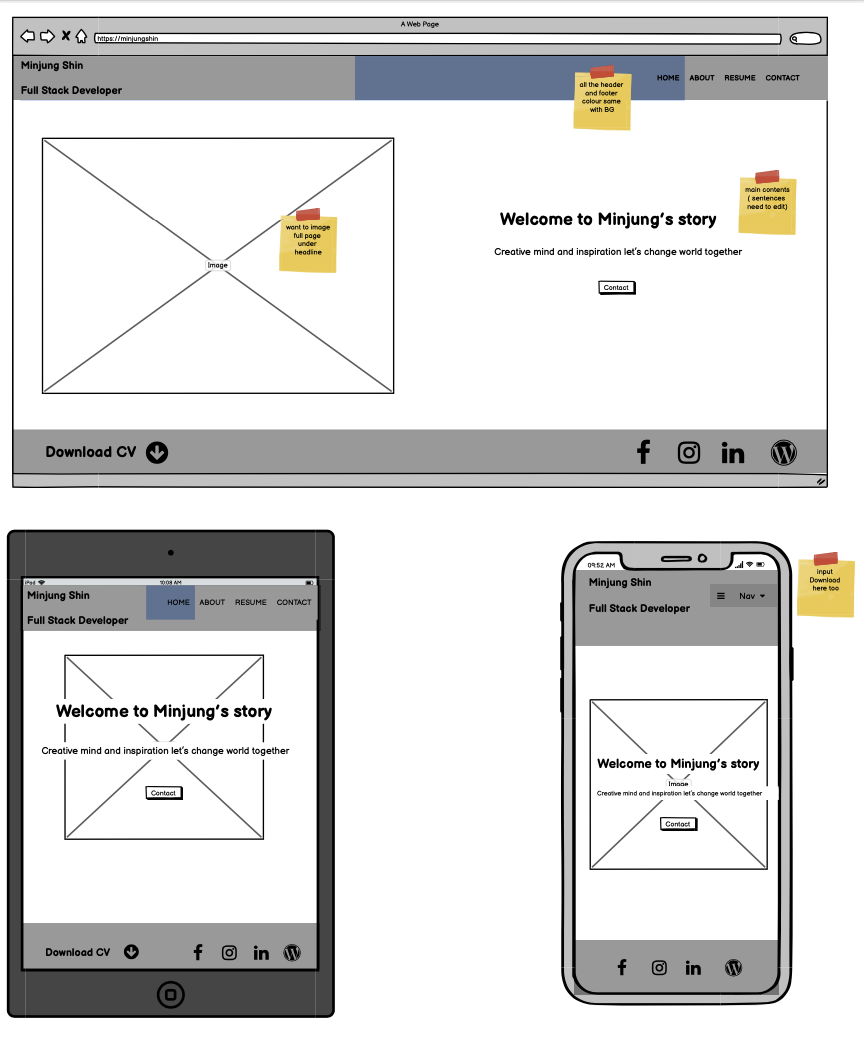 A Web Page
https://minjungshin
Minjung Shin
Full Stack Developer
all the header
and footer
colour same
with BG
HOME ABOUT RESUME CONTACT
want to image
full page
under
headline
Image
main contents
( sentences
need to edit)
Welcome to Minjung's story
Creative mind and inspiration let's change world together
Contact
Download CV
iPad
10:08 AM
Minjung Shin
Full Stack Developer
HOME ABOUT RESUME CONTACT
Welcome to Minjung's story
Creative mind and inspiration let's change world together
Contact
Download CV
09:52 AM
Minjung Shin
Full Stack Developer
Nav
input
Download
here too
Welcome to Minjung's story
Image
Creative mind and inspiration let's change world together
Contact